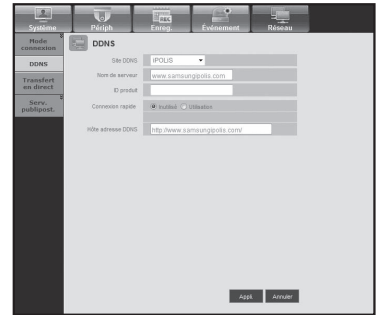 REC
Système Périph Enreg. Événement Réseau
Mode connexion
DDNS
Transfert en direct
Serv. publipost.
DDNS
Site DDNS iPOLiS
Nom de serveur www.samsungipolis.com
ID produit
Connexion rapide Inutilisé Utilisation
Hôte adresse DDNS http://www.samsungipolis.com/
Appli. Annuler